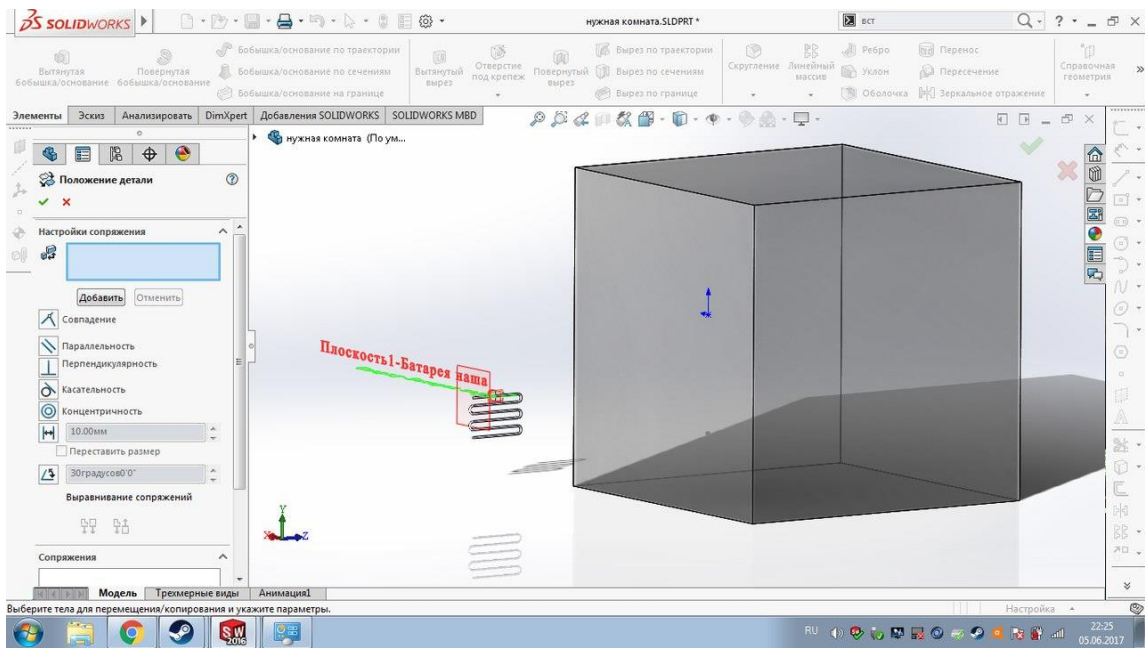 SOLIDWORKS
нужная комната.SLDPRT *
вст
Вытянутая бобышка/основание
Повернутая бобышка/основание
Бобышка/основание по траектории
Бобышка/основание по сечениям
Бобышка/основание на границе
Вытянутый вырез
Отверстие под крепеж
Повернутый вырез
Вырез по траектории
Вырез по сечениям
Вырез по границе
Скругление
Линейный массив
Ребро
Уклон
Оболочка
Перенос
Пересечение
Зеркальное отражение
Справочная геометрия
Элементы Эскиз Анализировать DimXpert Добавления SOLIDWORKS SOLIDWORKS MBD
нужная комната (По ум...
Положение детали
Настройки сопряжения
Добавить Отменить
Совпадение
Параллельность
Перпендикулярность
Касательность
Концентричность
10.00мм
Переставить размер
30градусов0'0"
Выравнивание сопряжений
Сопряжения
Плоскость1-Батарея наша
Y
X
Z
Модель Трехмерные виды Анимация1
Выберите тела для перемещения/копирования и укажите параметры.
Настройка
SW 2016
RU
22:25
05.06.2017